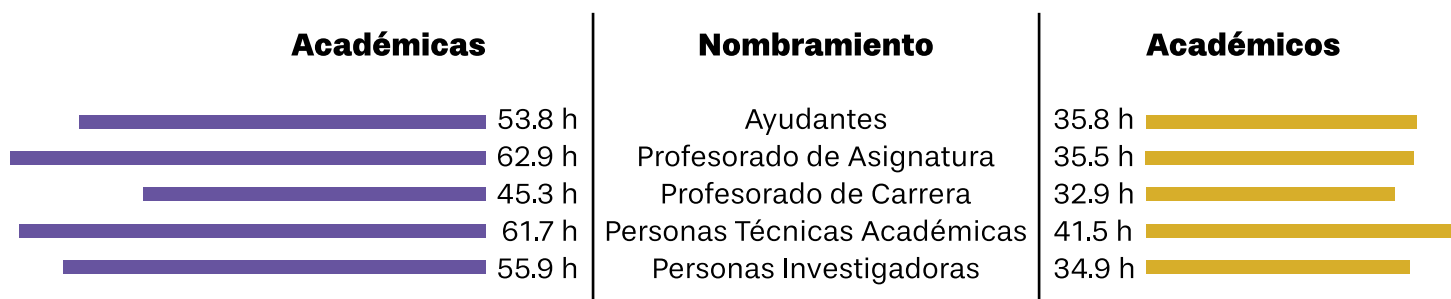 Académicas Nombramiento Académicos
53.8 h Ayudantes 35.8 h
62.9 h Profesorado de Asignatura 35.5 h
45.3 h Profesorado de Carrera 32.9 h
61.7 h Personas Técnicas Académicas 41.5 h
55.9 h Personas Investigadoras 34.9 h